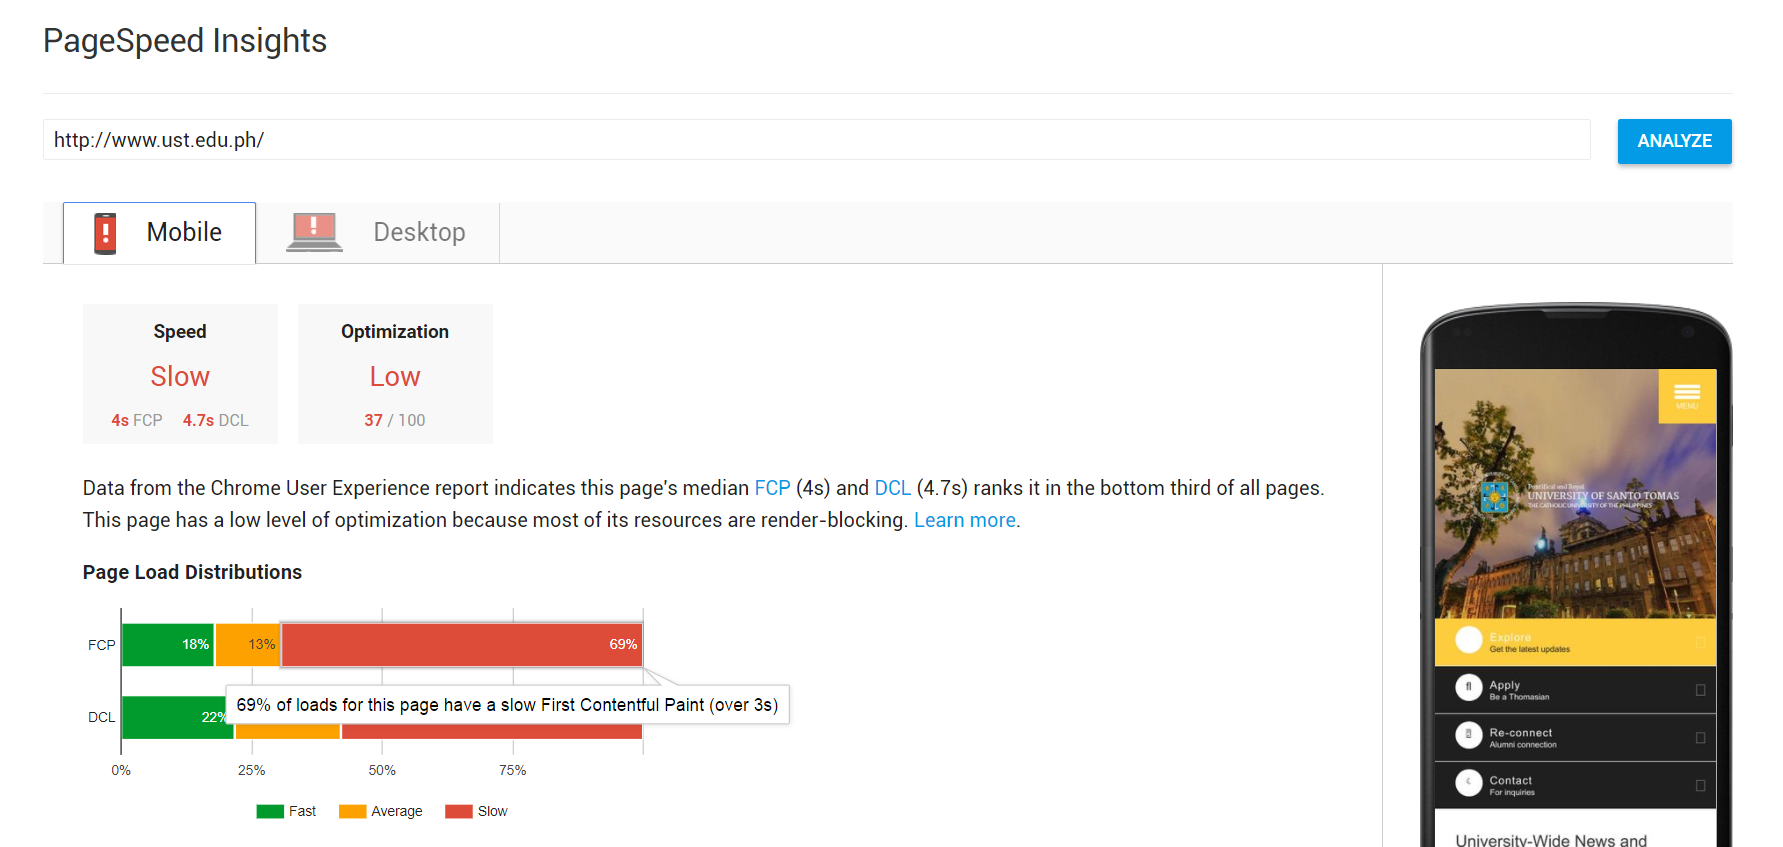 PageSpeed Insights
http://www.ust.edu.ph/
ANALYZE
Mobile
Desktop
Speed
Slow
4s FCP 4.7s DCL
Optimization
Low
37 / 100
Data from the Chrome User Experience report indicates this page's median FCP (4s) and DCL (4.7s) ranks it in the bottom third of all pages.
This page has a low level of optimization because most of its resources are render-blocking. Learn more.
Page Load Distributions
FCP
18%
13%
69%
69% of loads for this page have a slow First Contentful Paint (over 3s)
DCL
22%
0%
25%
50%
75%
Fast
Average
Slow
MENU
Pontifical and Royal
UNIVERSITY OF SANTO TOMAS
THE CATHOLIC UNIVERSITY OF THE PHILIPPINES
Explore
Get the latest updates
Apply
Be a Thomasian
Re-connect
Alumni connection
Contact
For inquiries
University-Wide News and